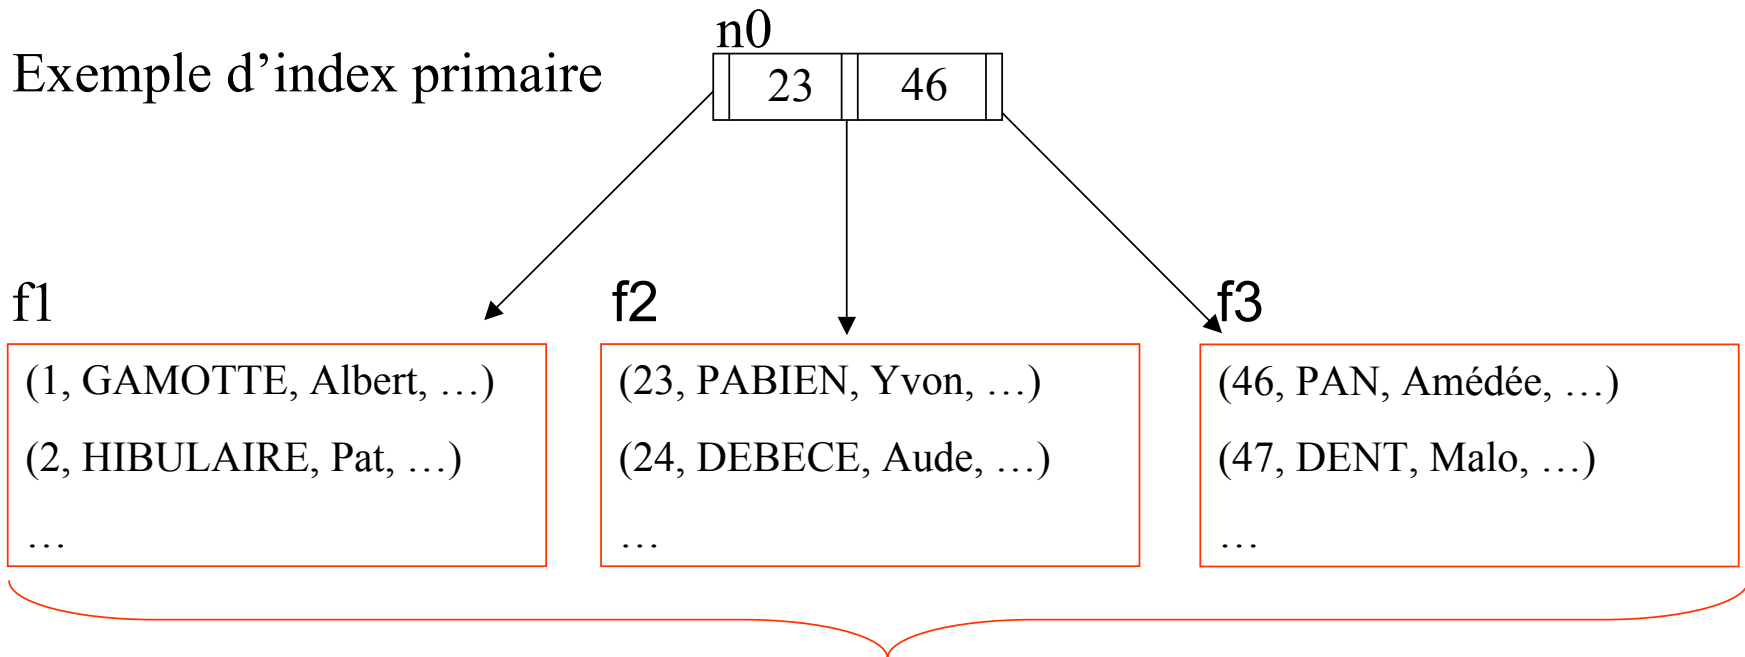 n0
Exemple d’index primaire
23 46
f1 f2 f3
(1, GAMOTTE, Albert, …) (23, PABIEN, Yvon, …) (46, PAN, Amédée, …)
(2, HIBULAIRE, Pat, …) (24, DEBECE, Aude, …) (47, DENT, Malo, …)
… … …